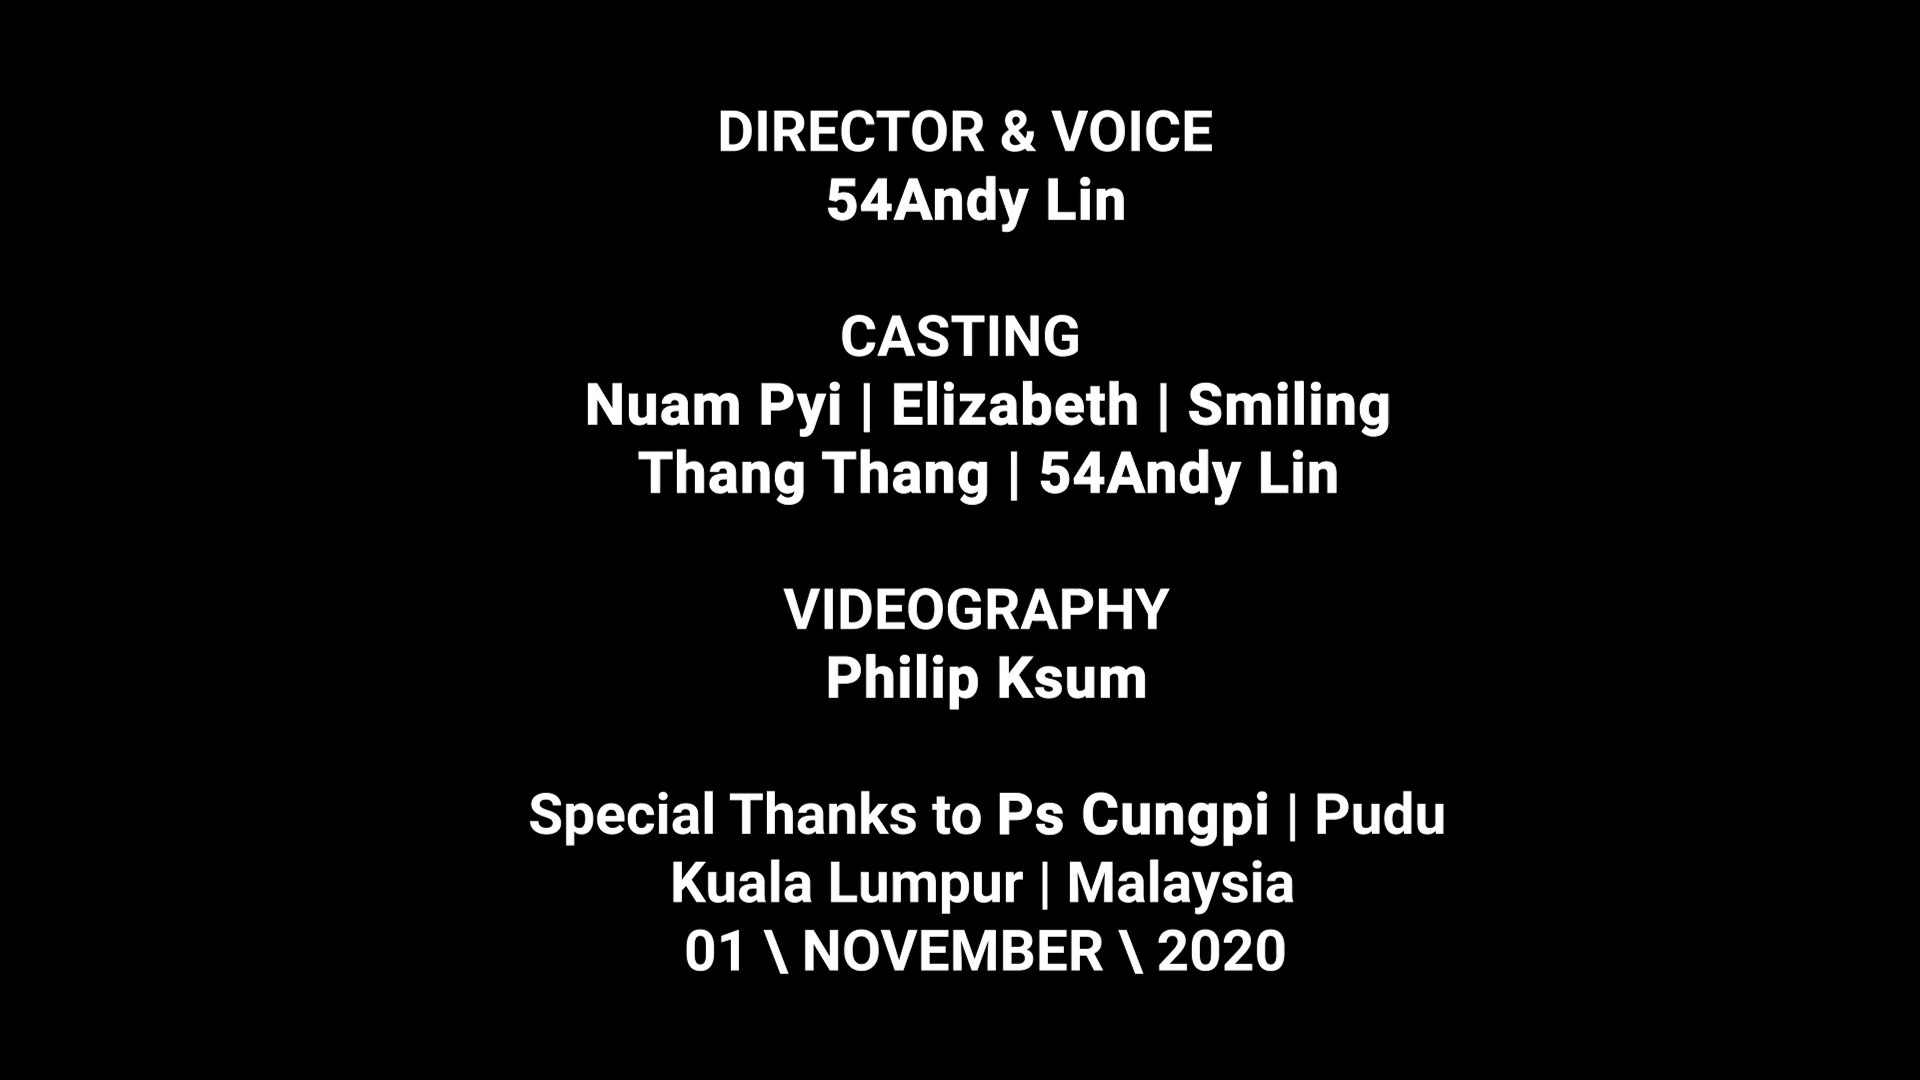 DIRECTOR & VOICE
54Andy Lin
CASTING
Nuam Pyi | Elizabeth | Smiling
Thang Thang | 54Andy Lin
VIDEOGRAPHY
Philip Ksum
Special Thanks to Ps Cungpi | Pudu
Kuala Lumpur | Malaysia
01 \ NOVEMBER \ 2020